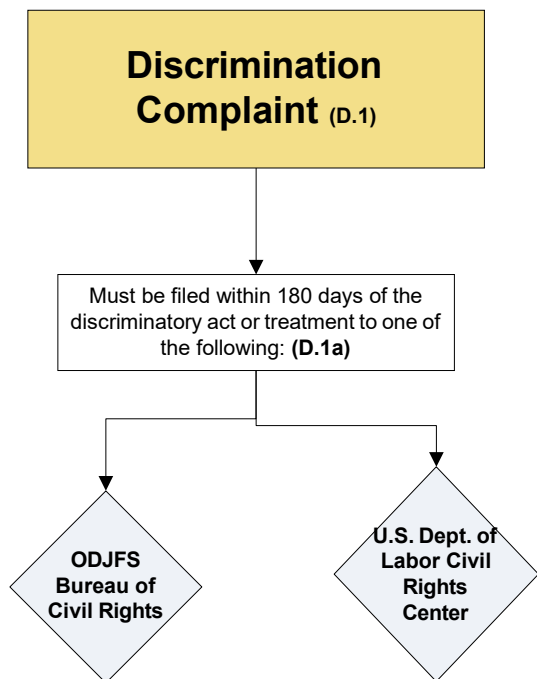 Discrimination
Complaint (D.1)
Must be filed within 180 days of the
discriminatory act or treatment to one of
the following: (D.1a)
ODJFS
Bureau of
Civil Rights
U.S. Dept. of
Labor Civil
Rights
Center